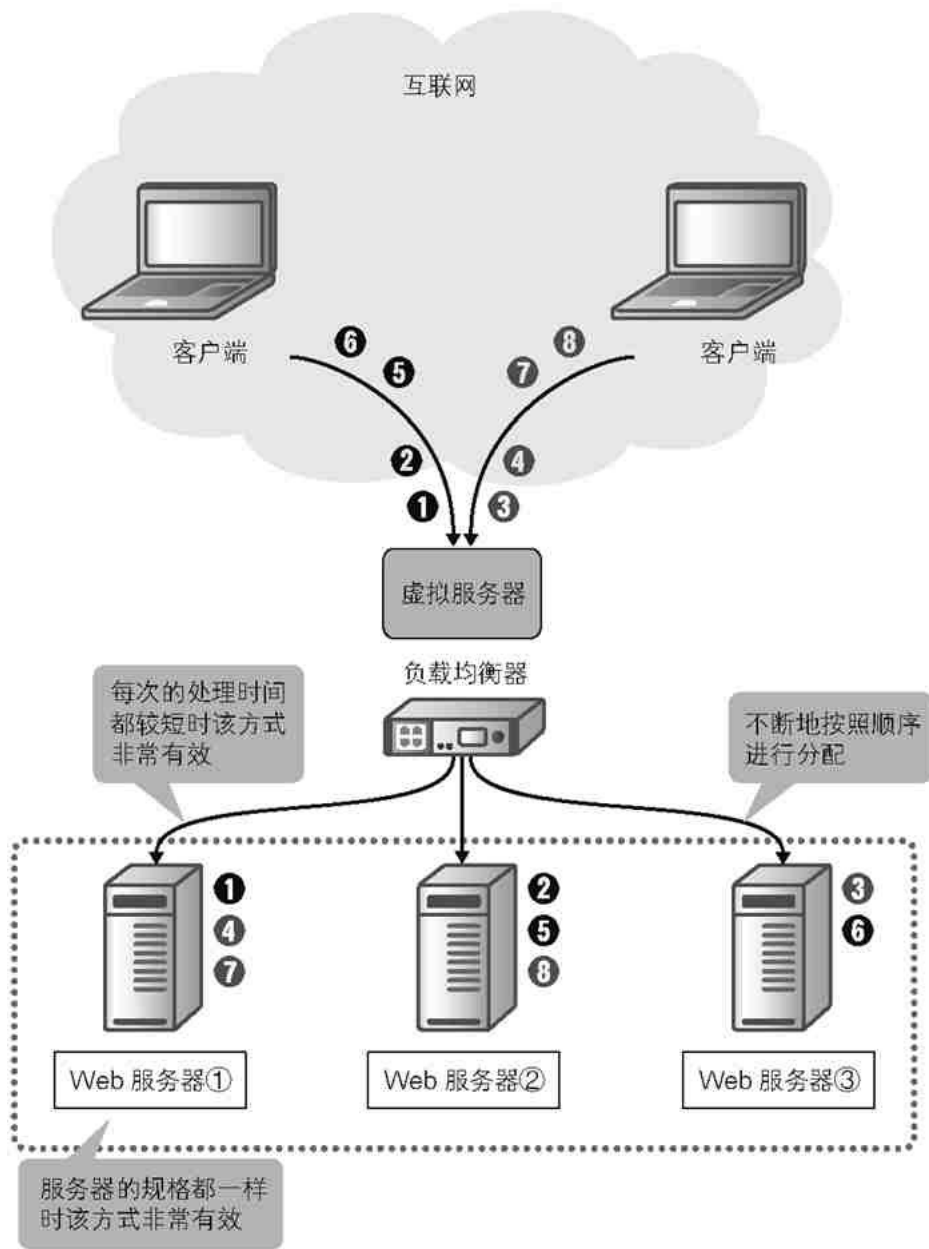 互联网
客户端
客户端
❻
❽
❺
❼
❷
❹
❶
❸
虚拟服务器
负载均衡器
每次的处理时间
都较短时该方式
非常有效
不断地按照顺序
进行分配
❶
❹
❼
❷
❺
❽
❸
❻
Web 服务器①
Web 服务器②
Web 服务器③
服务器的规格都一样
时该方式非常有效